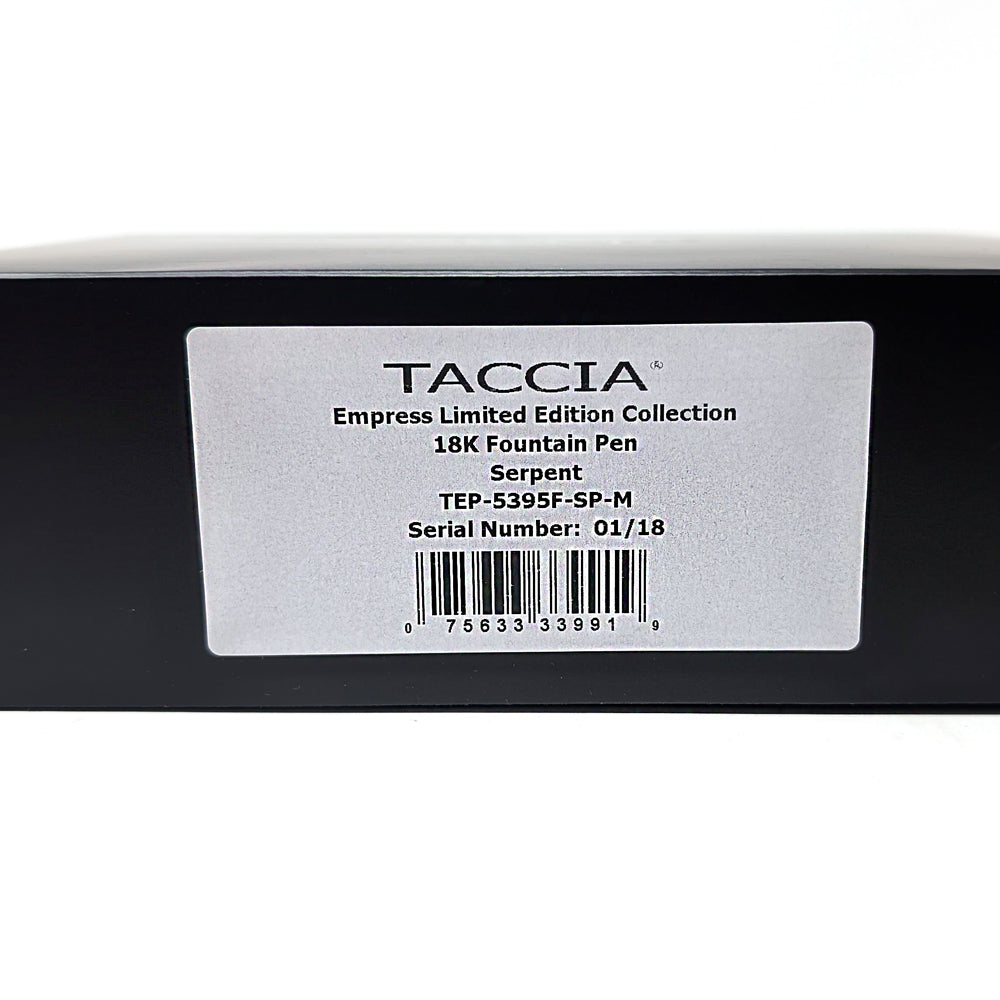 TACCIA®
Empress Limited Edition Collection
18K Fountain Pen
Serpent
TEP-5395F-SP-M
Serial Number: 01/18
0 75633 33991 9